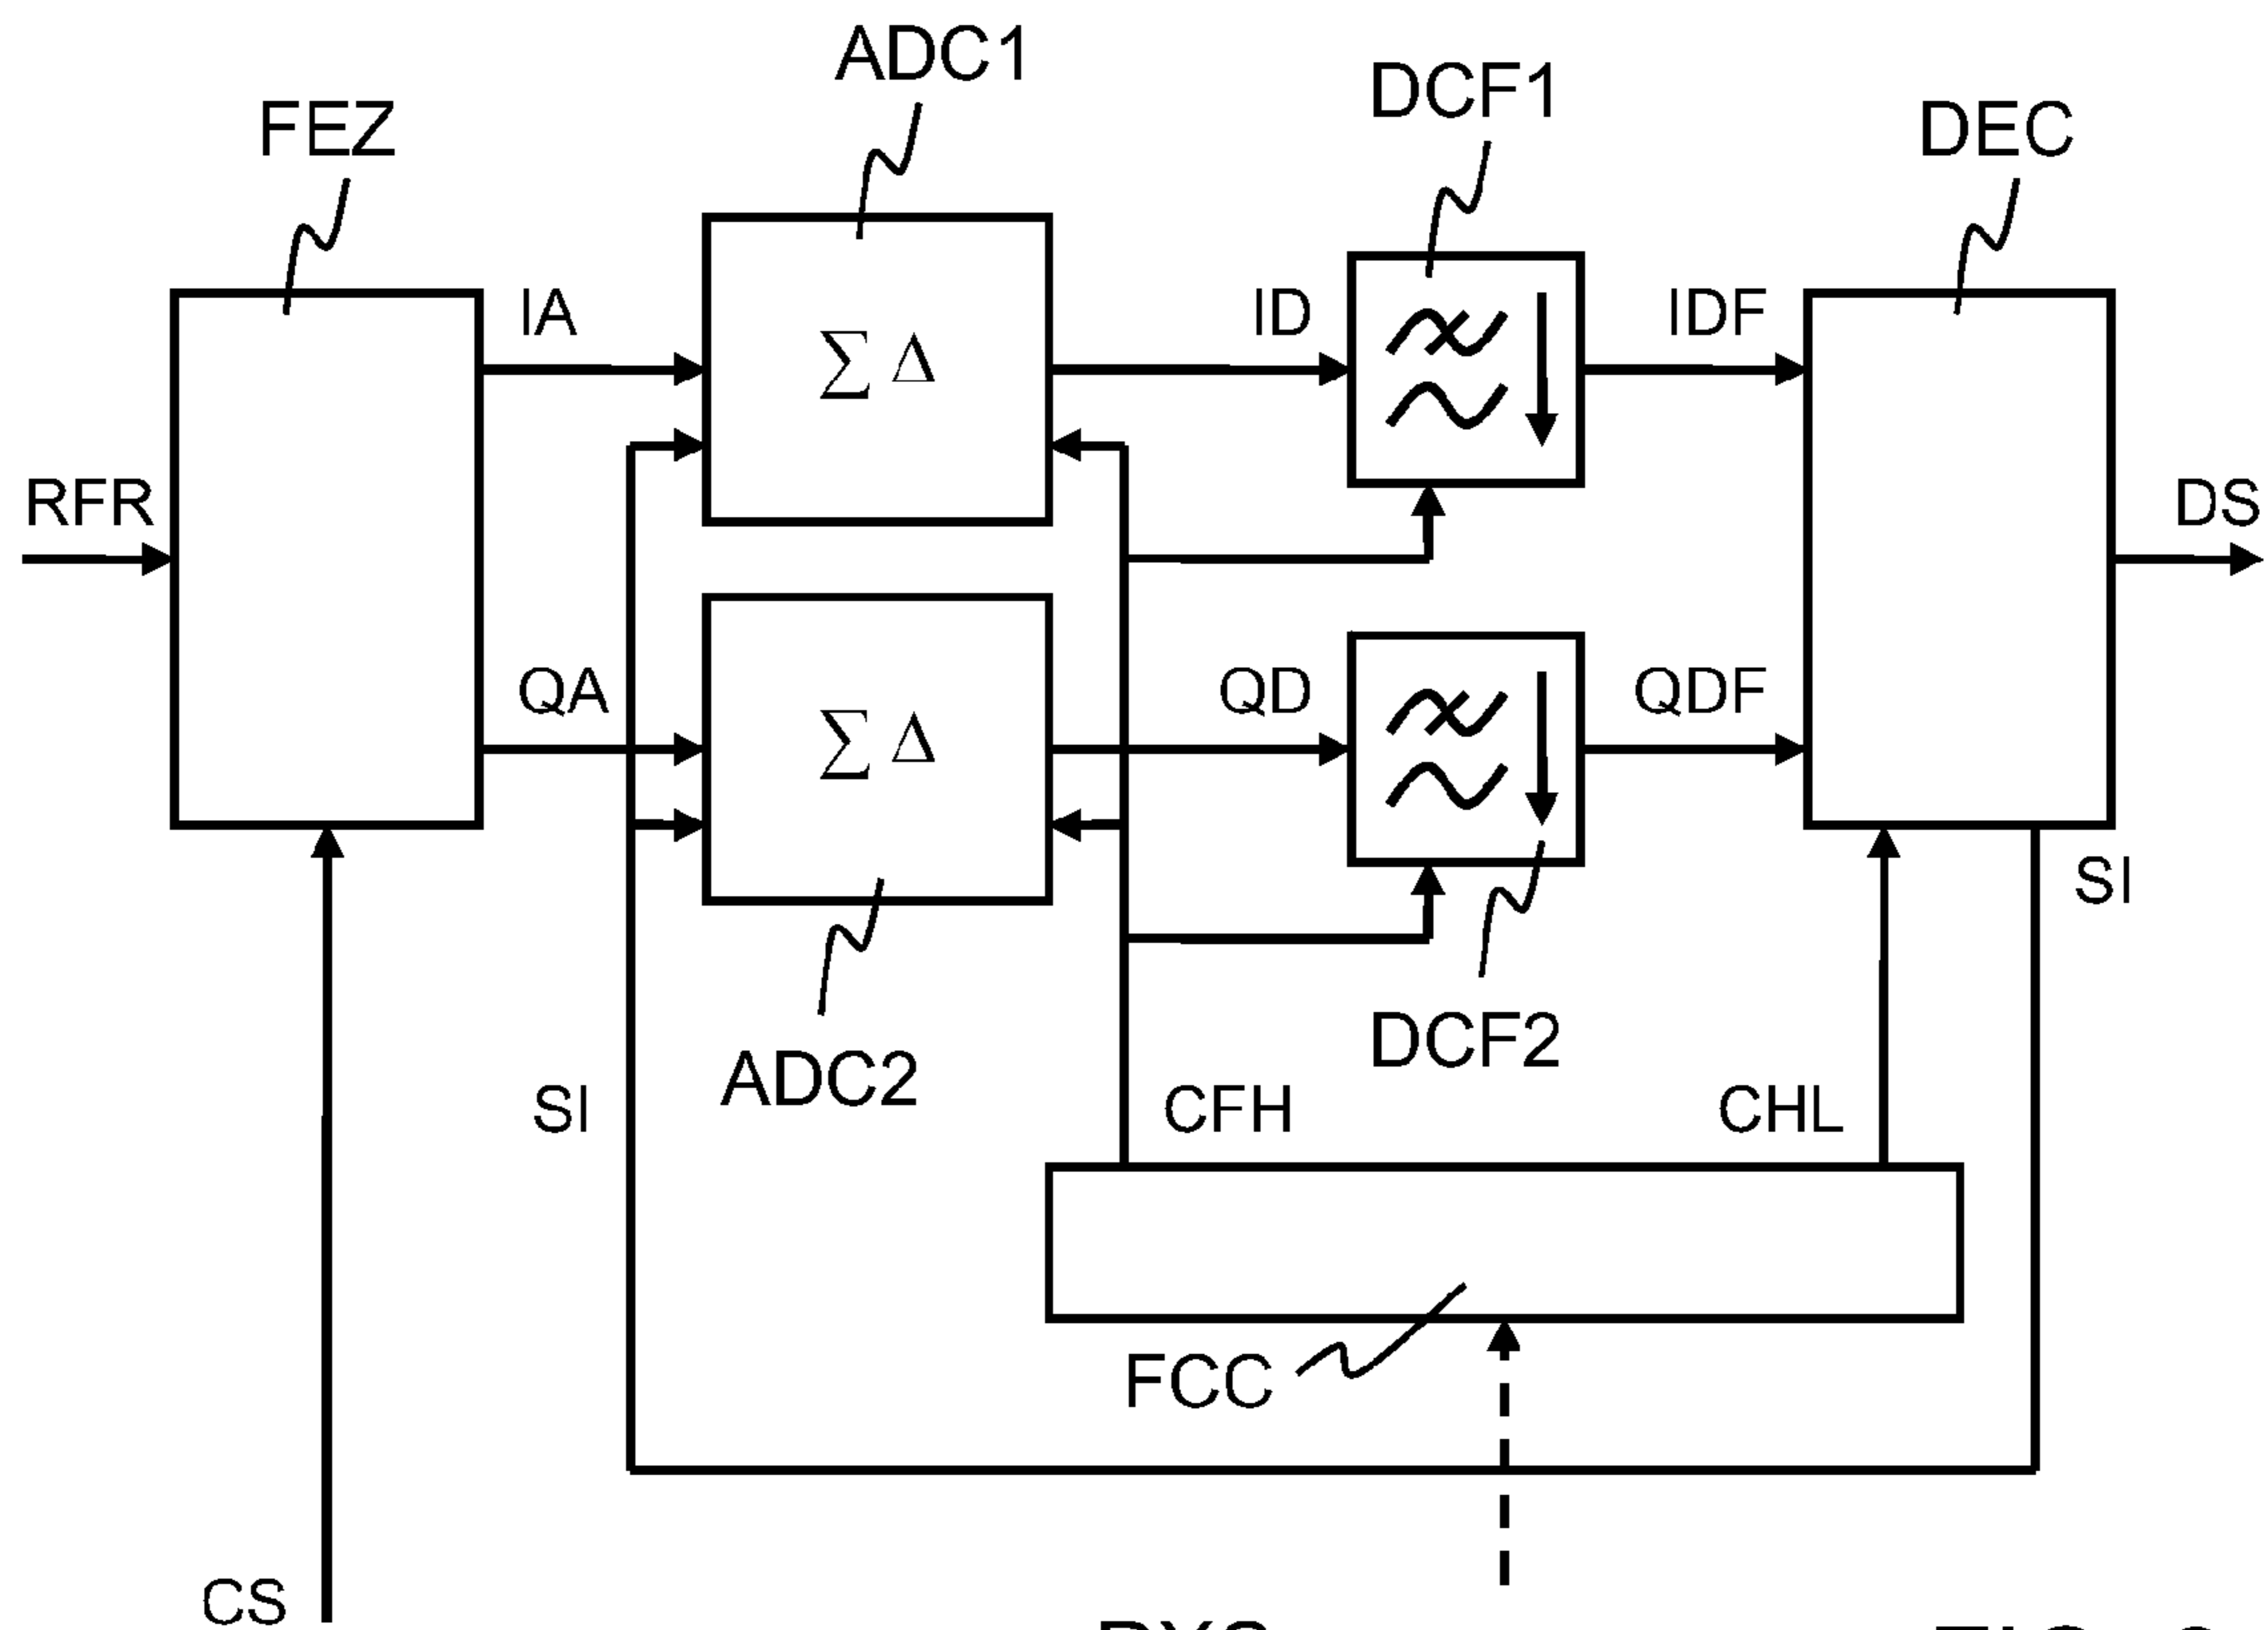 ADC1
DCF1
FEZ
DEC
IA
ID
IDF
∑ Δ
RFR
DS
QA
QD
QDF
∑ Δ
SI
DCF2
ADC2
SI
CFH
CHL
FCC
CS